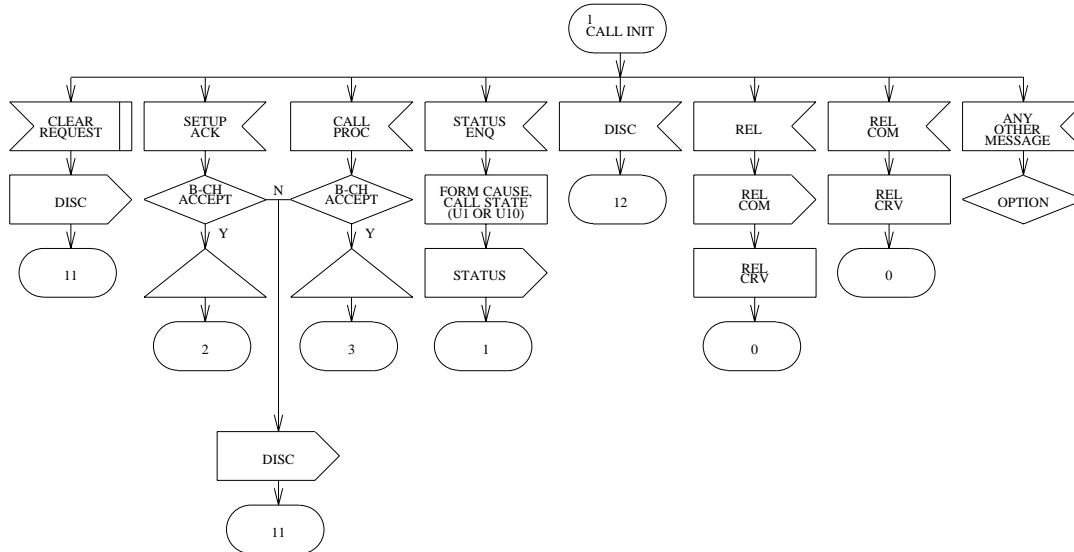 1
CALL INIT
CLEAR
REQUEST
SETUP
ACK
CALL
PROC
STATUS
ENQ
DISC
REL
REL
COM
ANY
OTHER
MESSAGE
DISC
B-CH
ACCEPT
N
B-CH
ACCEPT
FORM CAUSE,
CALL STATE
(U1 OR U10)
12
REL
COM
REL
CRV
OPTION
Y
Y
11
STATUS
REL
CRV
0
2
3
1
0
DISC
11